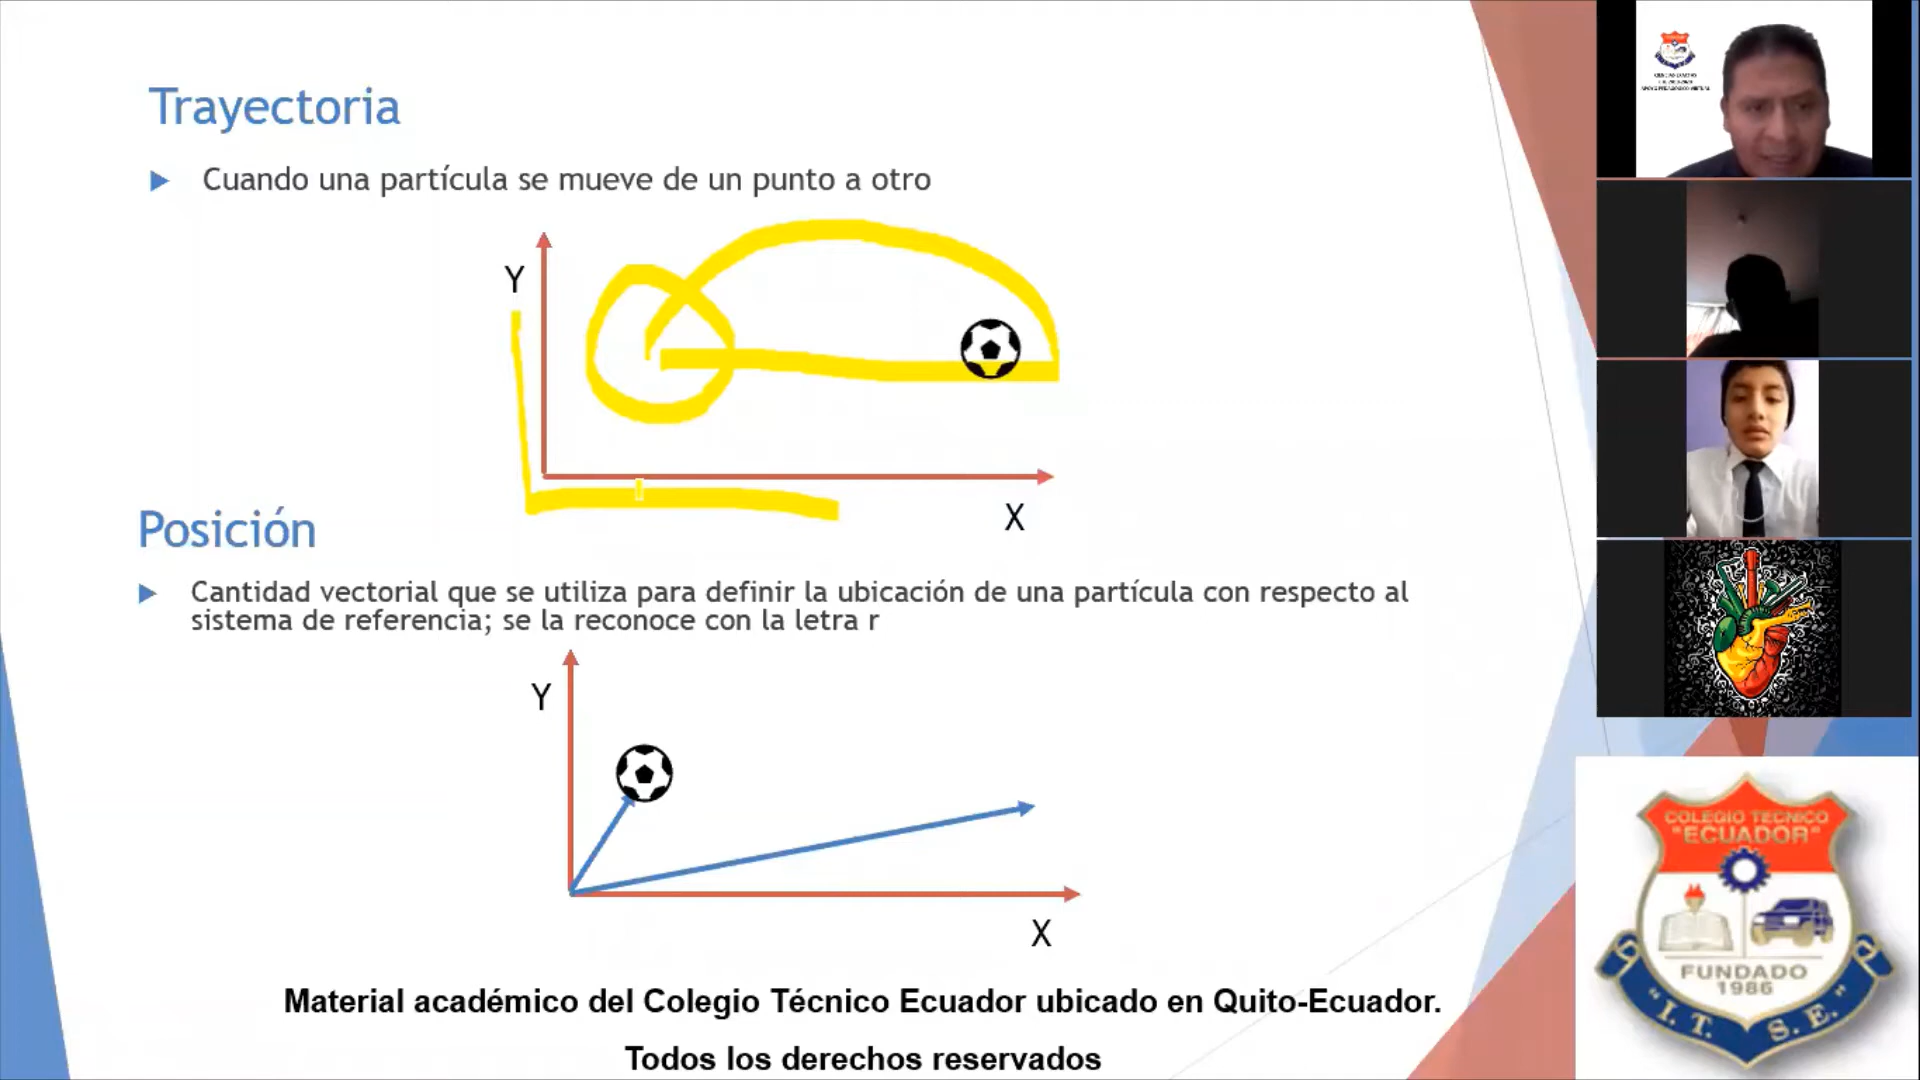 Trayectoria
Cuando una partícula se mueve de un punto a otro
Y
X
Posición
Cantidad vectorial que se utiliza para definir la ubicación de una partícula con respecto al
sistema de referencia; se la reconoce con la letra r
Y
X
Material académico del Colegio Técnico Ecuador ubicado en Quito-Ecuador.
Todos los derechos reservados
COLEGIO TECNICO
"ECUADOR"
FUNDADO
1986
"I.T. S.E."